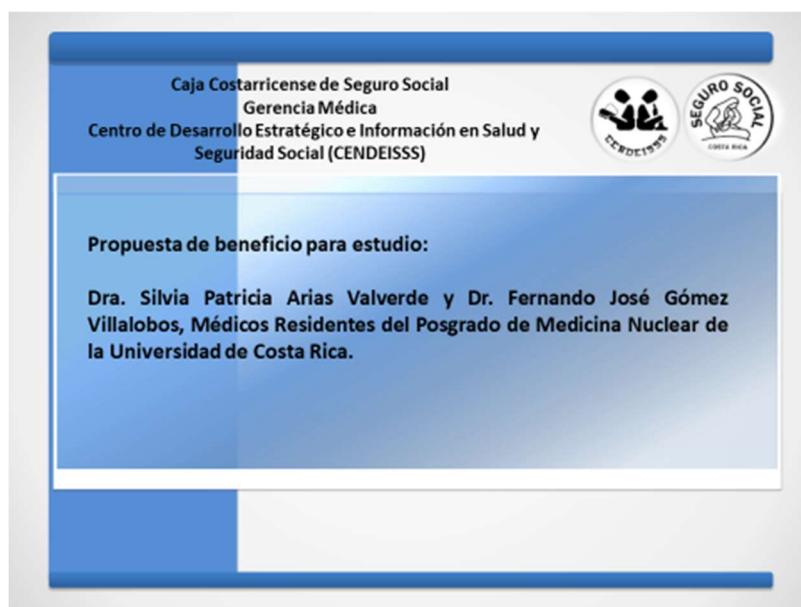 Caja Costarricense de Seguro Social
Gerencia Médica
Centro de Desarrollo Estratégico e Información en Salud y
Seguridad Social (CENDEISSS)
CENDEISSS
SEGURO SOCIAL
COSTA RICA
Propuesta de beneficio para estudio:
Dra. Silvia Patricia Arias Valverde y Dr. Fernando José Gómez
Villalobos, Médicos Residentes del Posgrado de Medicina Nuclear de
la Universidad de Costa Rica.